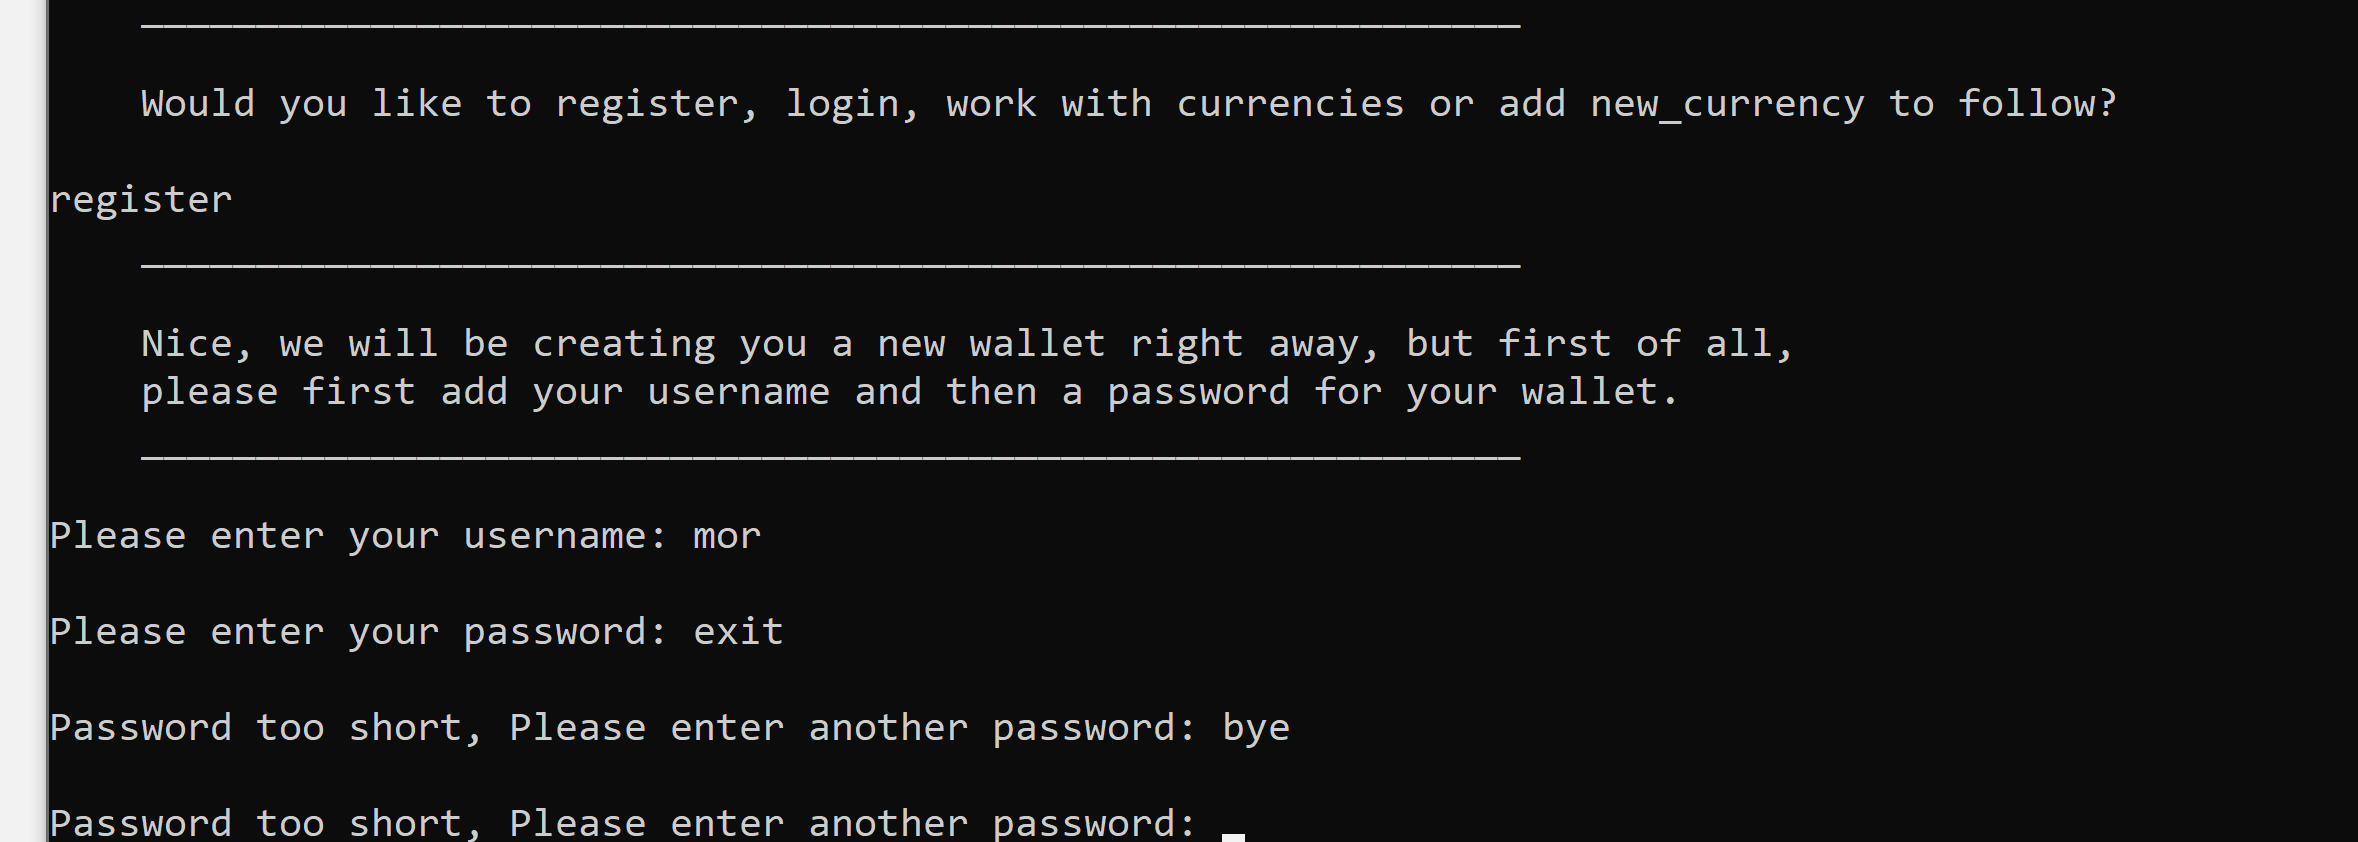 Would you like to register, login, work with currencies or add new_currency to follow?
register
Nice, we will be creating you a new wallet right away, but first of all,
please first add your username and then a password for your wallet.
Please enter your username: mor
Please enter your password: exit
Password too short, Please enter another password: bye
Password too short, Please enter another password: